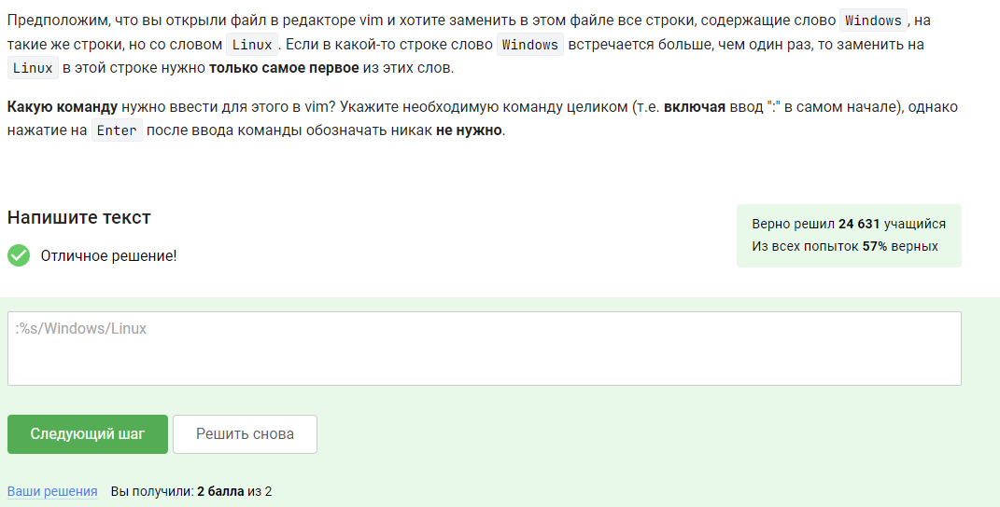 Предположим, что вы открыли файл в редакторе vim и хотите заменить в этом файле все строки, содержащие слово Windows, на
такие же строки, но со словом Linux. Если в какой-то строке слово Windows встречается больше, чем один раз, то заменить на
Linux в этой строке нужно только самое первое из этих слов.
Какую команду нужно ввести для этого в vim? Укажите необходимую команду целиком (т.е. включая ввод ":" в самом начале), однако
нажатие на Enter после ввода команды обозначать никак не нужно.
Напишите текст
Отличное решение!
Верно решил 24 631 учащийся
Из всех попыток 57% верных
:%s/Windows/Linux
Следующий шаг
Решить снова
Ваши решения Вы получили: 2 балла из 2